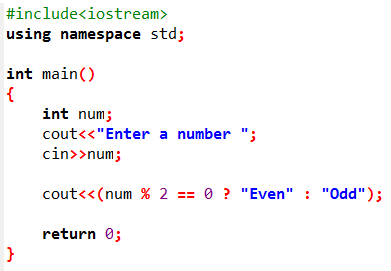 #include<iostream>
using namespace std;
int main()
{
    int num;
    cout<<"Enter a number ";
    cin>>num;
    cout<<(num % 2 == 0 ? "Even" : "Odd");
    return 0;
}